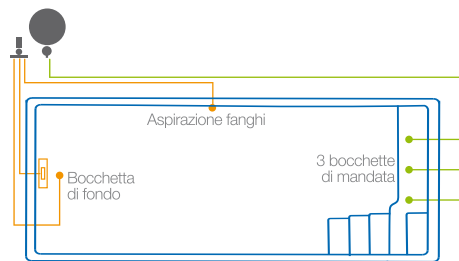 Aspirazione fanghi
3 bocchette
di mandata
Bocchetta
di fondo